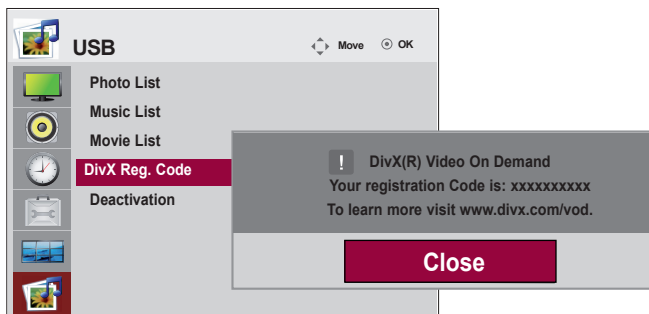 USB
Move
OK
Photo List
Music List
Movie List
DivX Reg. Code
Deactivation
! DivX(R) Video On Demand
Your registration Code is: xxxxxxxxxx
To learn more visit www.divx.com/vod.
Close